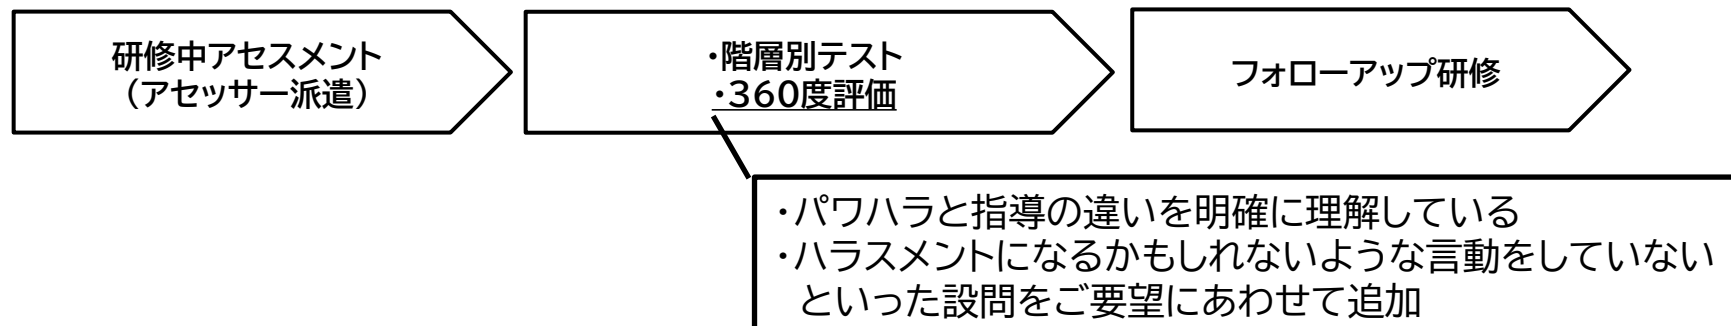 研修中アセスメント
（アセッサー派遣）
・階層別テスト
・360度評価
フォローアップ研修
・パワハラと指導の違いを明確に理解している
・ハラスメントになるかもしれないような言動をしていない
といった設問をご要望にあわせて追加